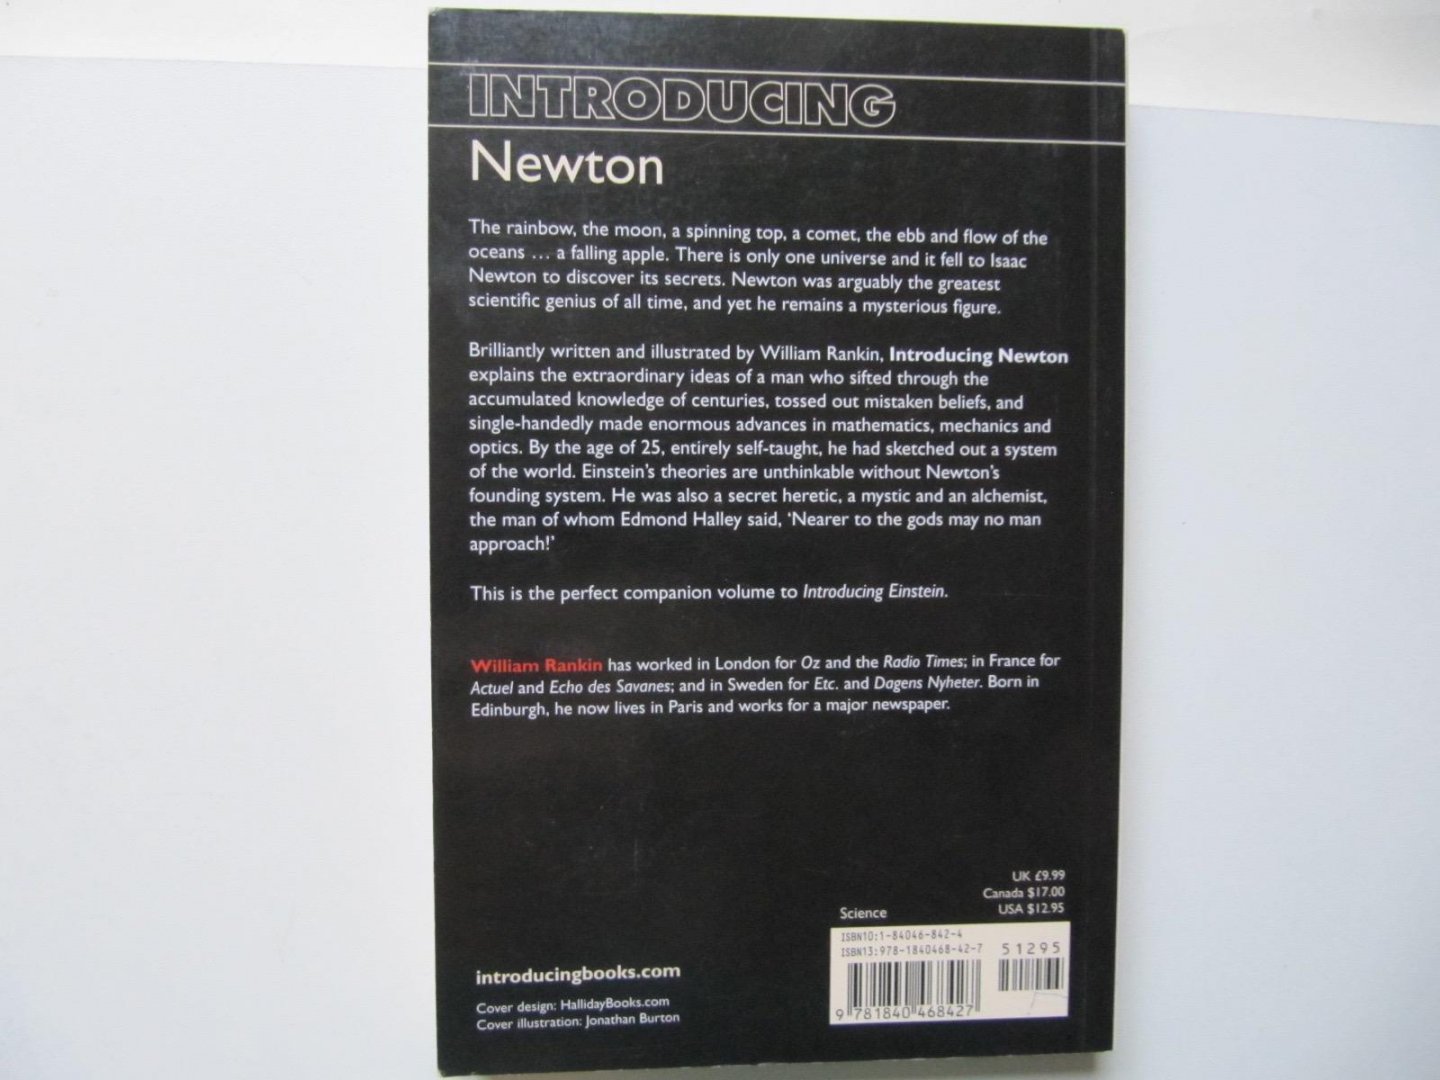 INTRODUCING
Newton
The rainbow, the moon, a spinning top, a comet, the ebb and flow of the
oceans … a falling apple. There is only one universe and it fell to Isaac
Newton to discover its secrets. Newton was arguably the greatest
scientific genius of all time, and yet he remains a mysterious figure.
Brilliantly written and illustrated by William Rankin, Introducing Newton
explains the extraordinary ideas of a man who sifted through the
accumulated knowledge of centuries, tossed out mistaken beliefs, and
single-handedly made enormous advances in mathematics, mechanics and
optics. By the age of 25, entirely self-taught, he had sketched out a system
of the world. Einstein's theories are unthinkable without Newton's
founding system. He was also a secret heretic, a mystic and an alchemist,
the man of whom Edmond Halley said, 'Nearer to the gods may no man
approach!'
This is the perfect companion volume to Introducing Einstein.
William Rankin has worked in London for Oz and the Radio Times; in France for
Actuel and Echo des Savanes; and in Sweden for Etc. and Dagens Nyheter. Born in
Edinburgh, he now lives in Paris and works for a major newspaper.
UK £9.99
Canada $17.00
USA $12.95
Science
ISBN10:1-84046-842-4
ISBN13:978-1840468-42-7
51295
9 781840 468427
introducingbooks.com
Cover design: HallidayBooks.com
Cover illustration: Jonathan Burton